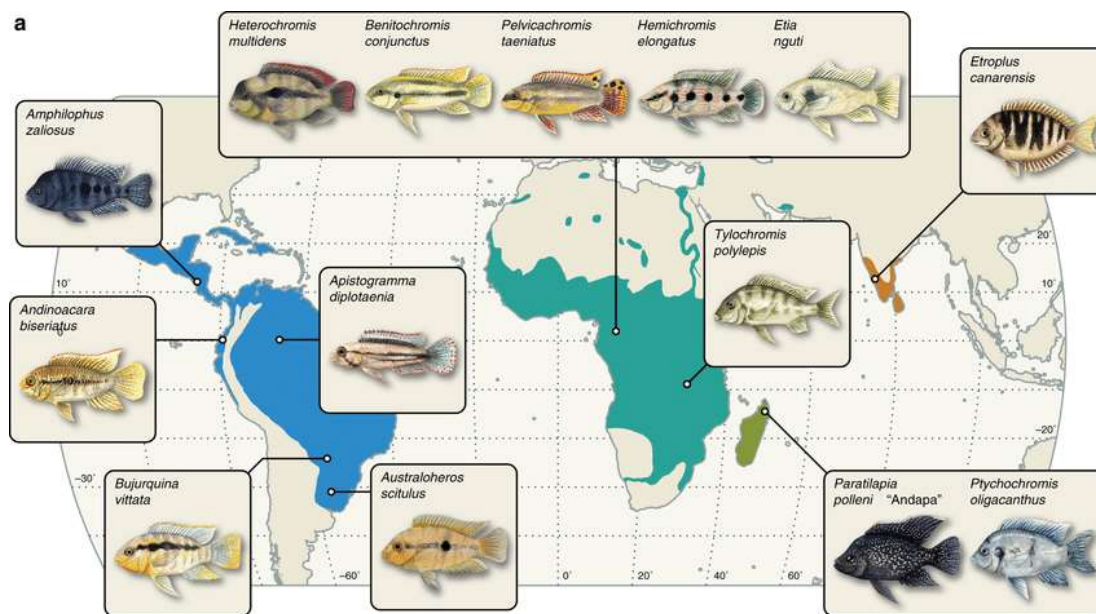 a
Heterochromis
multidens
Benitochromis
conjunctus
Pelvicachromis
taeniatus
Hemichromis
elongatus
Etia
nguti
Etroplus
canarensis
Amphilophus
zaliosus
Tylochromis
polylepis
20˚
10˚
10˚
Apistogramma
diplotaenia
Andinoacara
biseriatus
–20˚
–30˚
Bujurquina
vittata
Australoheros
scitulus
Paratilapia
polleni "Andapa"
Ptychochromis
oligacanthus
–60˚
0˚
20˚
40˚
60˚